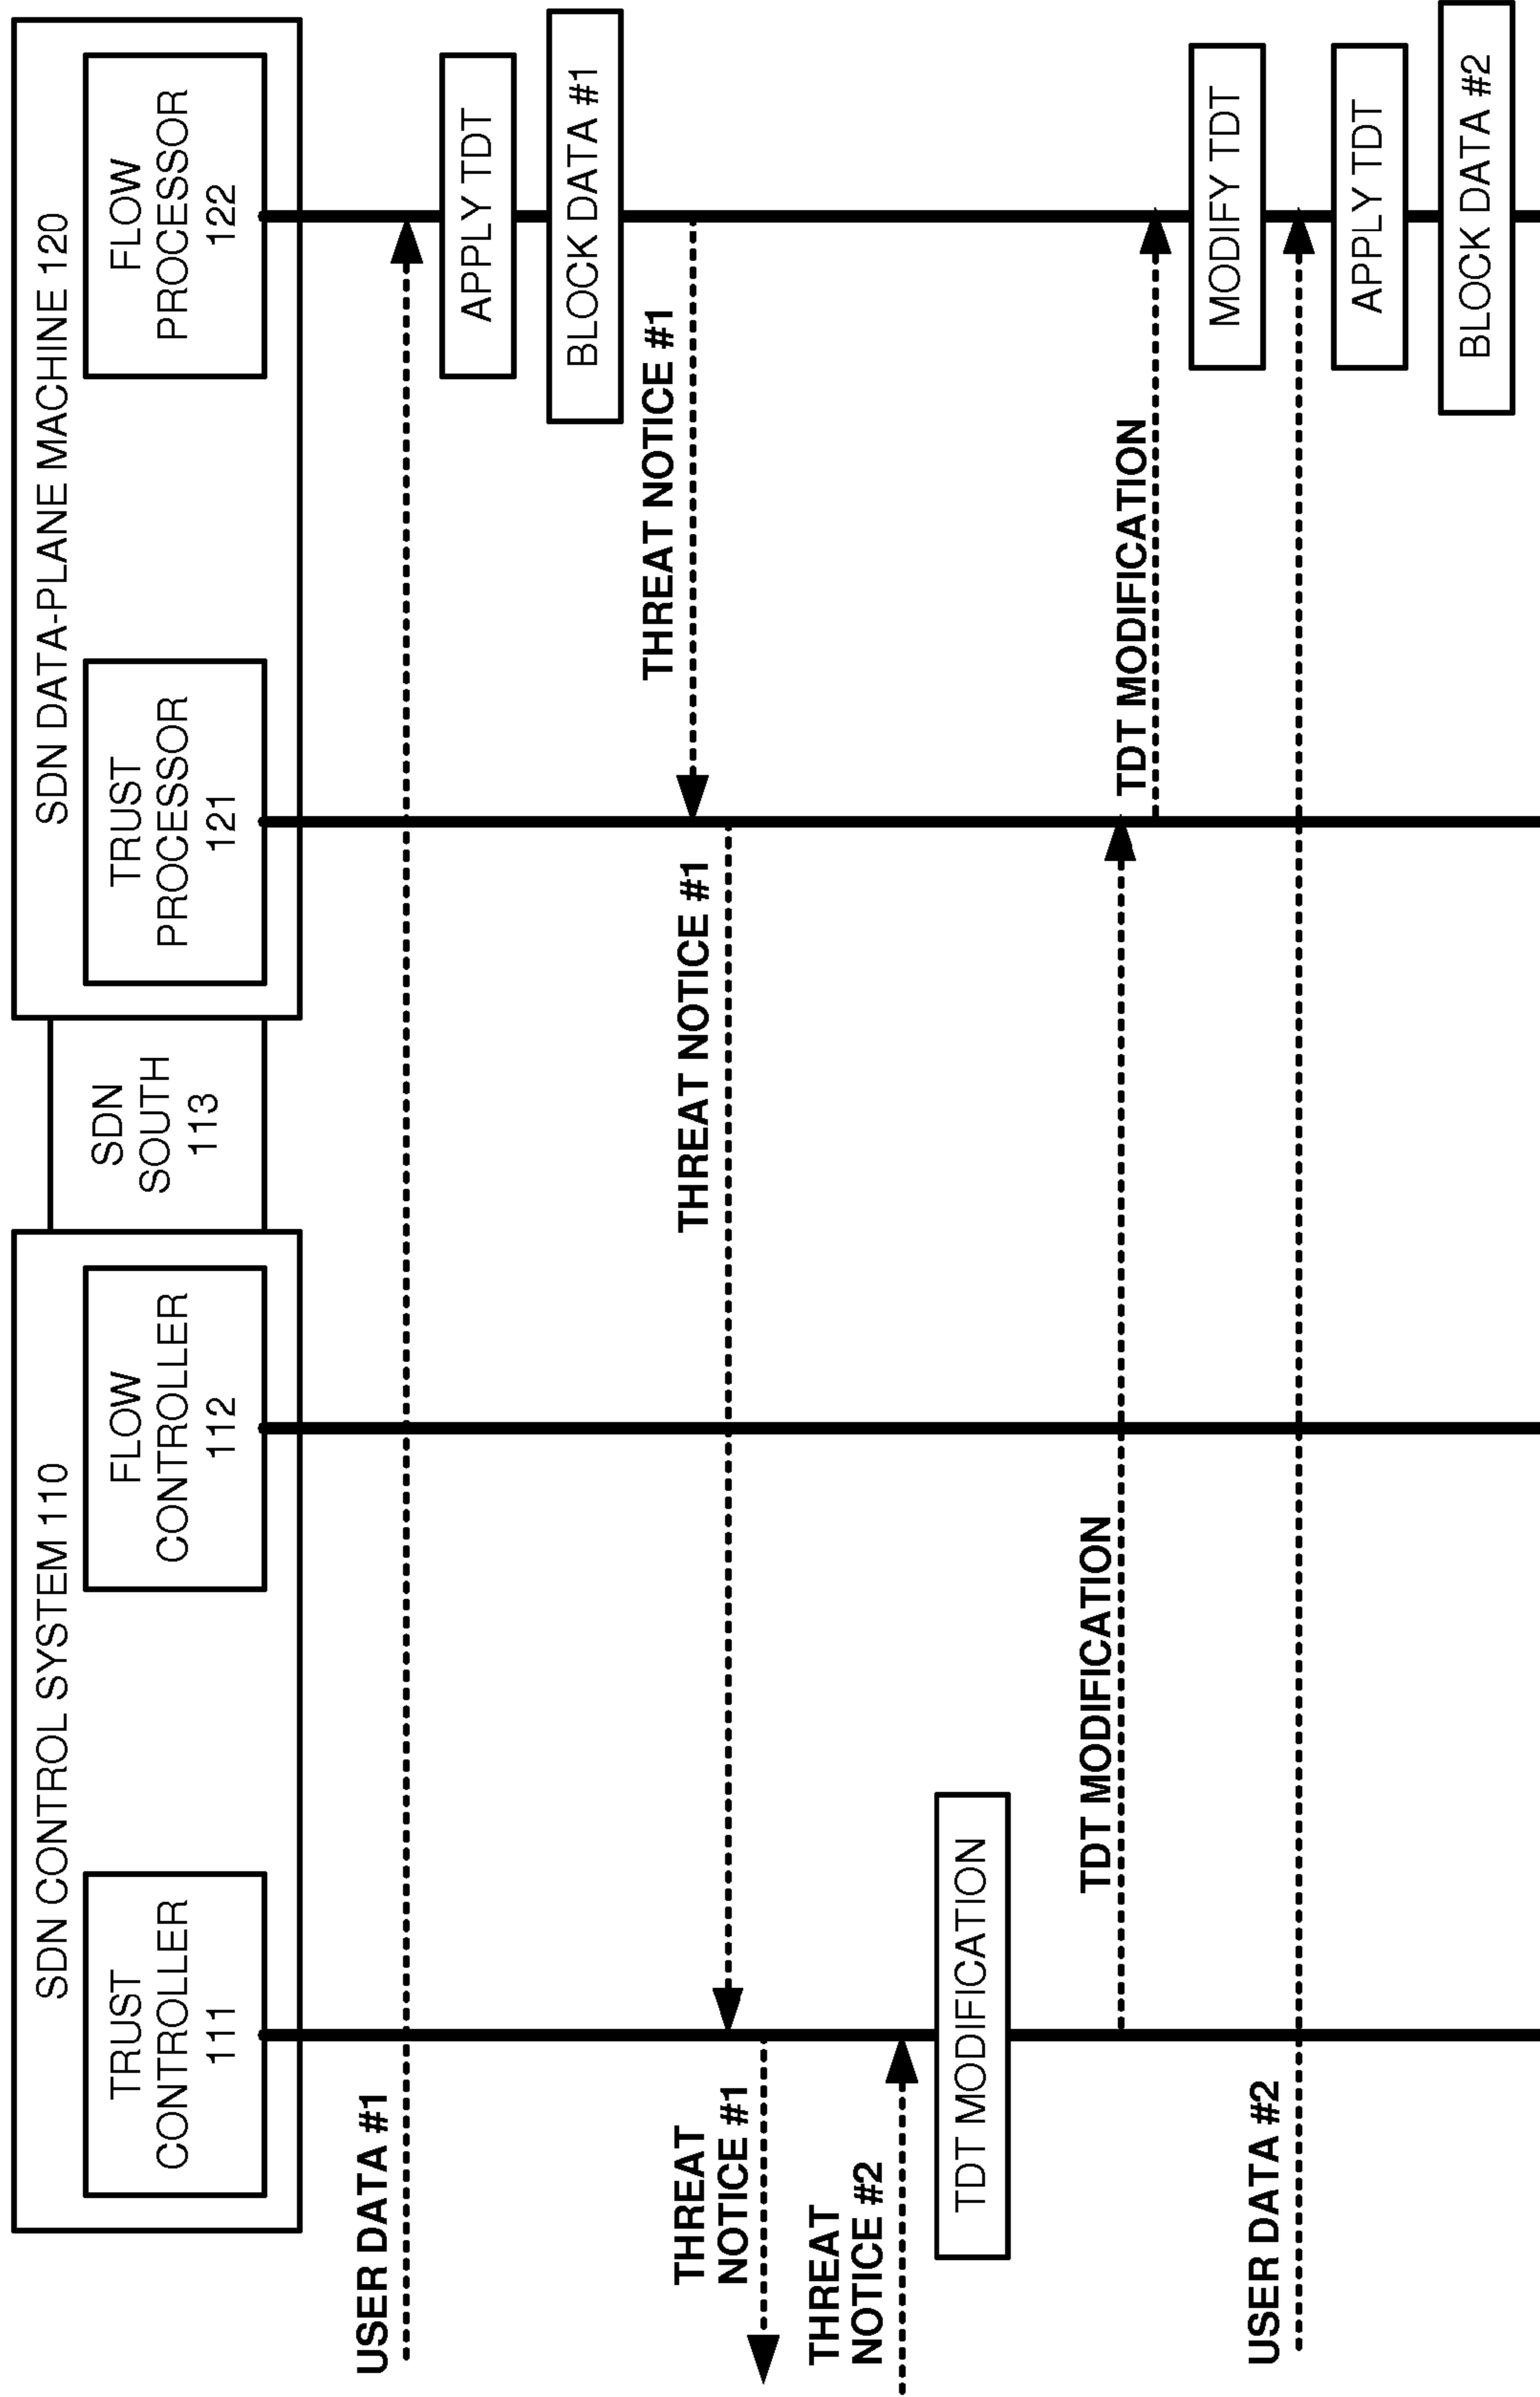 SDN CONTROL SYSTEM 110
TRUST
CONTROLLER
111
FLOW
CONTROLLER
112
SDN
SOUTH
113
SDN DATA-PLANE MACHINE 120
TRUST
PROCESSOR
121
FLOW
PROCESSOR
122
USER DATA #1
APPLY TDT
BLOCK DATA #1
THREAT NOTICE #1
THREAT NOTICE #1
THREAT
NOTICE #1
THREAT
NOTICE #2
TDT MODIFICATION
TDT MODIFICATION
TDT MODIFICATION
MODIFY TDT
USER DATA #2
APPLY TDT
BLOCK DATA #2